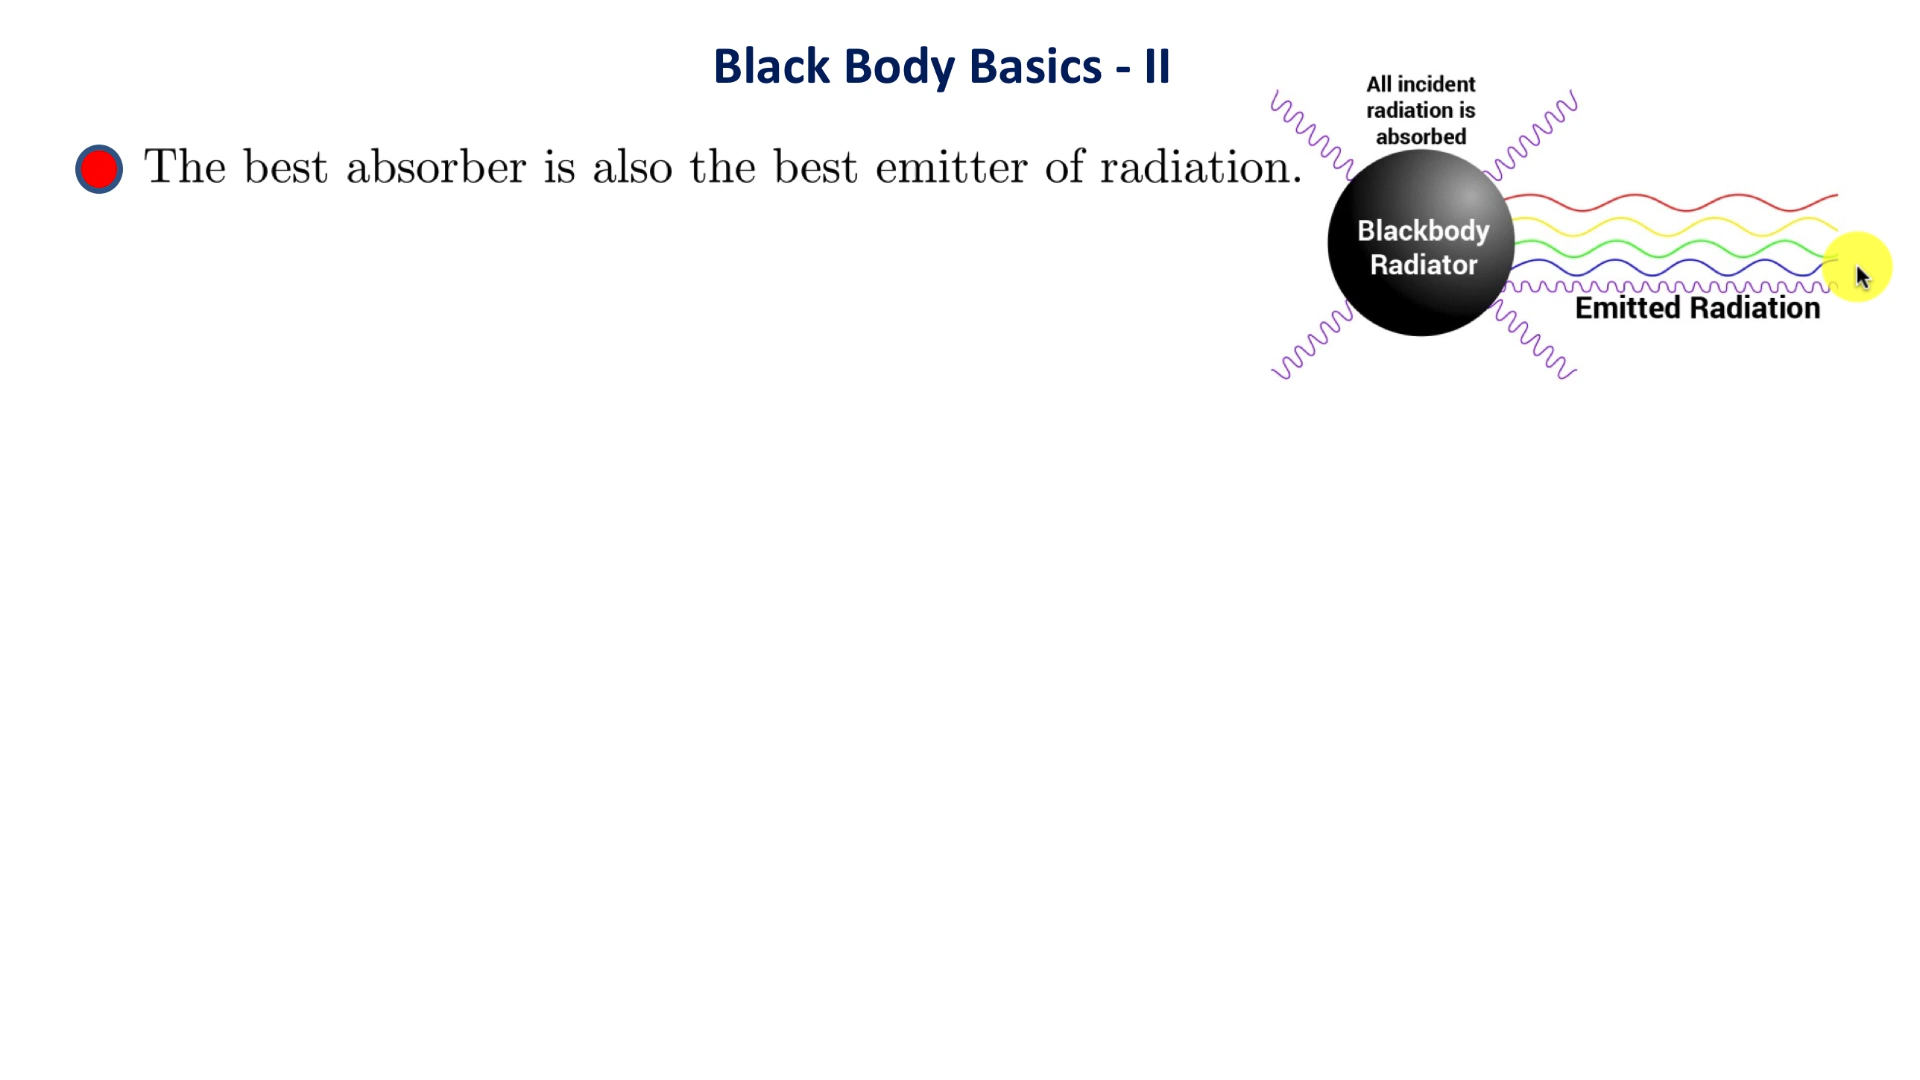 Black Body Basics - II
The best absorber is also the best emitter of radiation.
All incident
radiation is
absorbed
Blackbody
Radiator
Emitted Radiation